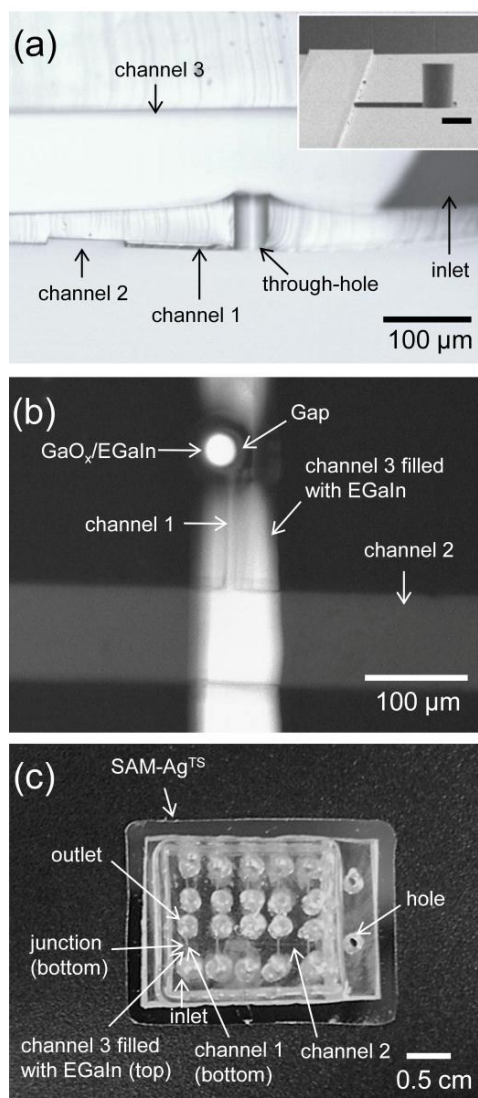 (a)
channel 3
inlet
channel 2
channel 1
through-hole
100 µm
(b)
Gap
GaOx/EGaIn
channel 3 filled
with EGaIn
channel 1
channel 2
100 µm
(c)
SAM-Ag^TS
outlet
hole
junction
(bottom)
inlet
channel 3 filled
with EGaIn (top)
channel 1
(bottom)
channel 2
0.5 cm